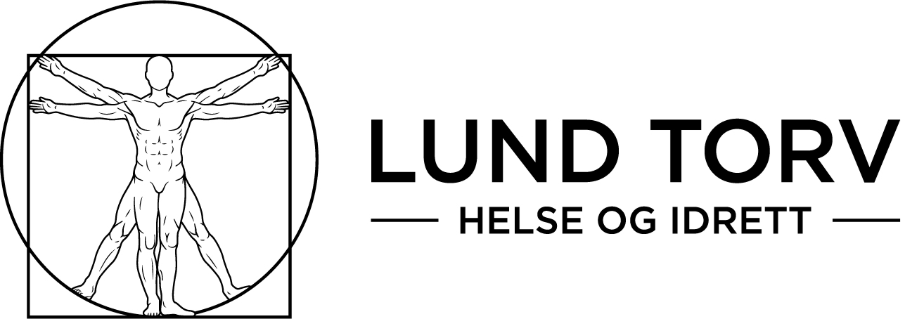 LUND TORV
HELSE OG IDRETT